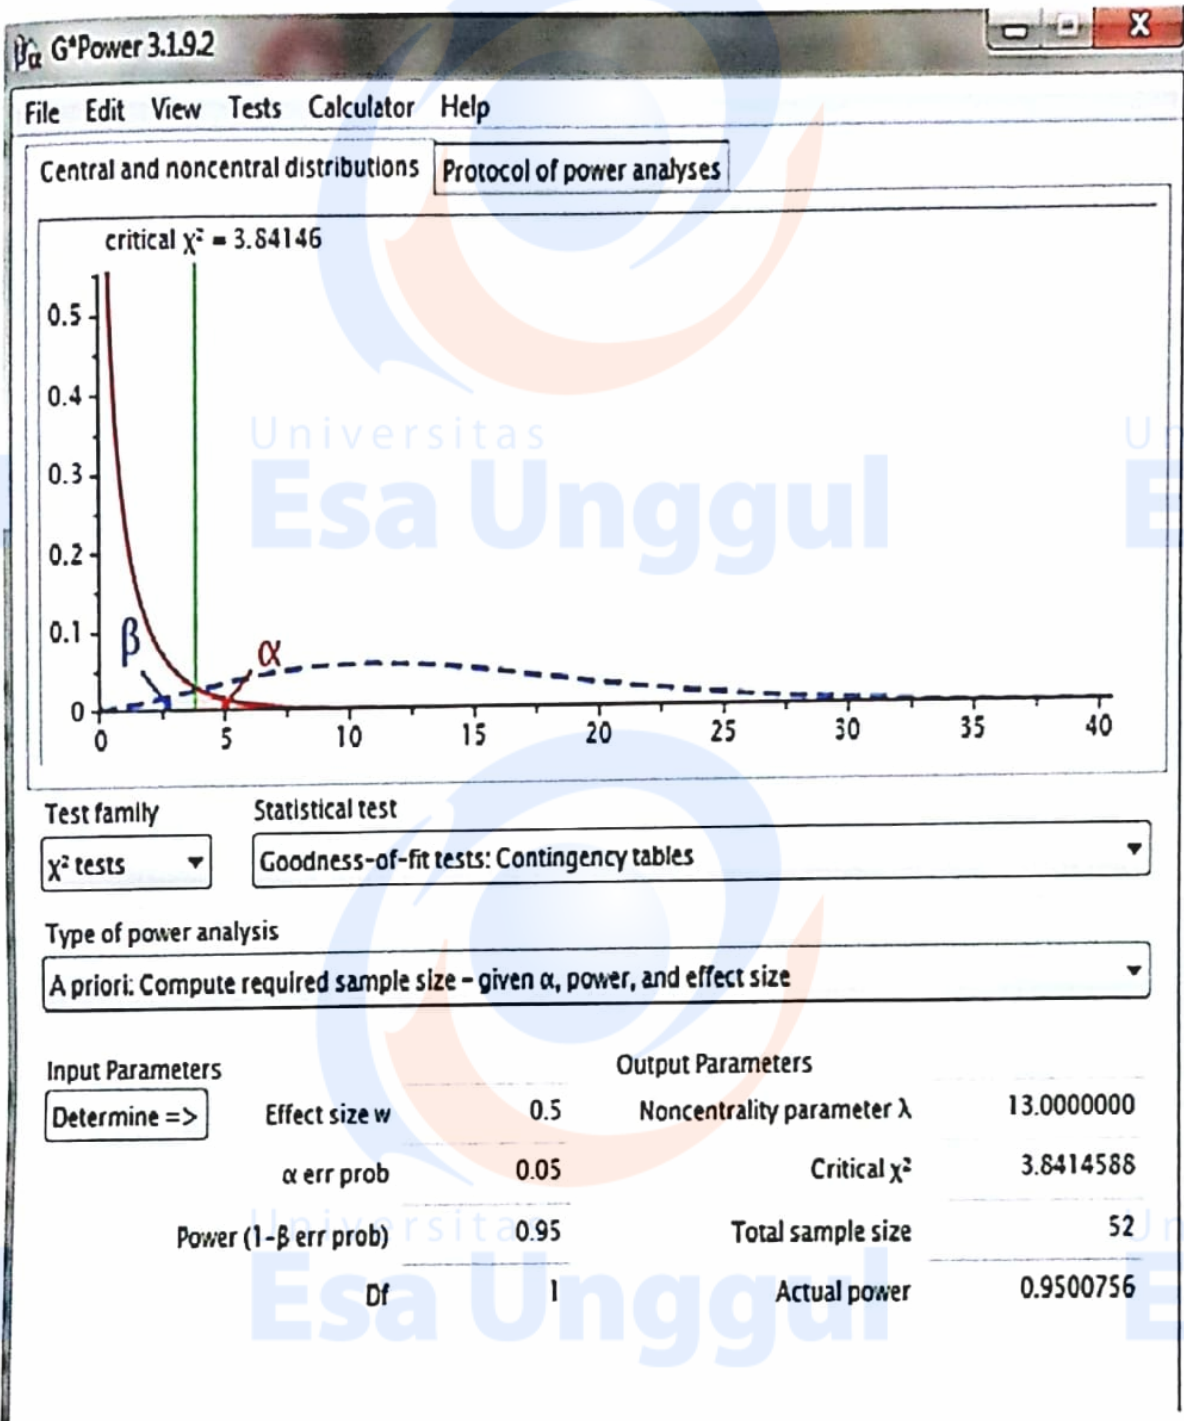 G*Power 3.1.9.2
File Edit View Tests Calculator Help
Central and noncentral distributions Protocol of power analyses
critical χ² = 3.84146
0.5
0.4
0.3
0.2
0.1
0
β
α
0 5 10 15 20 25 30 35 40
Universitas
Esa Unggul
Test family Statistical test
χ² tests Goodness-of-fit tests: Contingency tables
Type of power analysis
A priori: Compute required sample size – given α, power, and effect size
Input Parameters Output Parameters
Determine => Effect size w 0.5 Noncentrality parameter λ 13.0000000
α err prob 0.05 Critical χ² 3.8414588
Power (1-β err prob) 0.95 Total sample size 52
Df 1 Actual power 0.9500756
Universitas
Esa Unggul